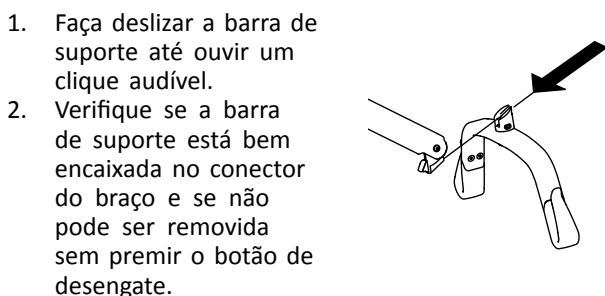 1. Faça deslizar a barra de
suporte até ouvir um
clique audível.
2. Verifique se a barra
de suporte está bem
encaixada no conector
do braço e se não
pode ser removida
sem premir o botão de
desengate.